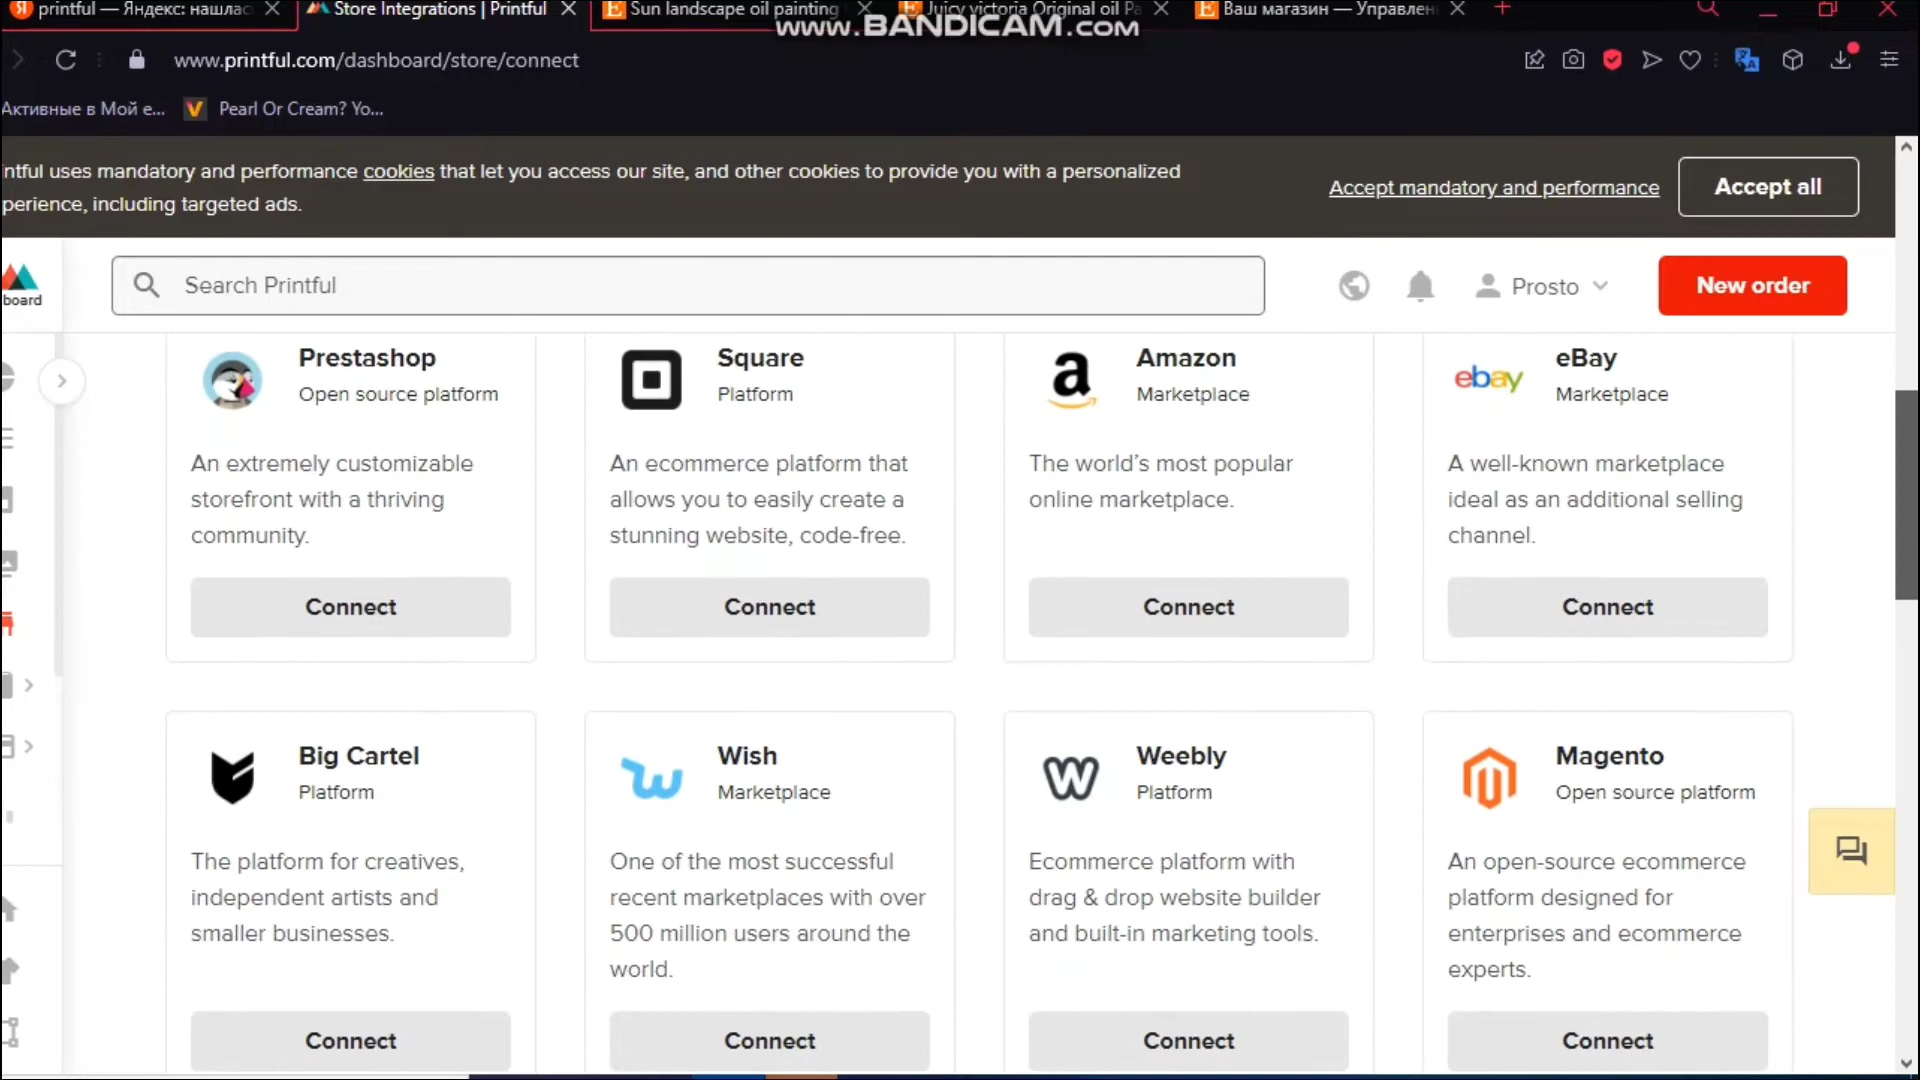 printful — Яндекс: нашлас
Store Integrations | Printful
Sun landscape oil painting
Juicy victoria Original oil Pa
Ваш магазин — Управлен
www.BANDICAM.com
www.printful.com/dashboard/store/connect
Активные в Мой e...
Pearl Or Cream? Yo...
ntful uses mandatory and performance cookies that let you access our site, and other cookies to provide you with a personalized
perience, including targeted ads.
Accept mandatory and performance
Accept all
board
Search Printful
Prosto
New order
Prestashop
Open source platform
An extremely customizable
storefront with a thriving
community.
Connect
Square
Platform
An ecommerce platform that
allows you to easily create a
stunning website, code-free.
Connect
Amazon
Marketplace
The world’s most popular
online marketplace.
Connect
ebay
eBay
Marketplace
A well-known marketplace
ideal as an additional selling
channel.
Connect
Big Cartel
Platform
The platform for creatives,
independent artists and
smaller businesses.
Connect
Wish
Marketplace
One of the most successful
recent marketplaces with over
500 million users around the
world.
Connect
Weebly
Platform
Ecommerce platform with
drag & drop website builder
and built-in marketing tools.
Connect
Magento
Open source platform
An open-source ecommerce
platform designed for
enterprises and ecommerce
experts.
Connect